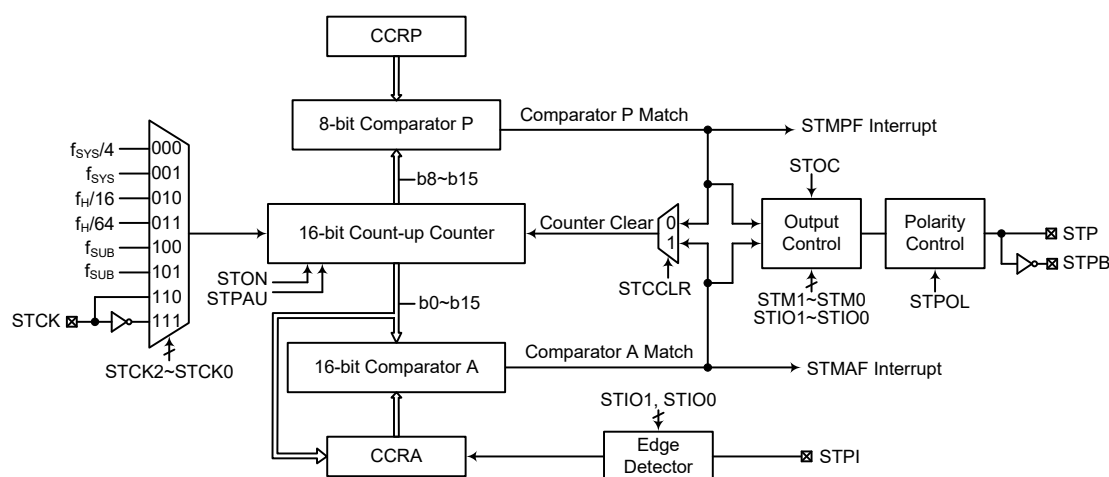 CCRP
8-bit Comparator P
Comparator P Match
STMPF Interrupt
b8~b15
fSYS/4
000
fSYS
001
fH/16
010
fH/64
011
fSUB
100
fSUB
101
110
111
STCK
STCK2~STCK0
16-bit Count-up Counter
STON
STPAU
Counter Clear
0
1
STCCLR
STOC
Output
Control
STM1~STM0
STIO1~STIO0
Polarity
Control
STPOL
STP
STPB
b0~b15
16-bit Comparator A
Comparator A Match
STMAF Interrupt
STIO1, STIO0
CCRA
Edge
Detector
STPI